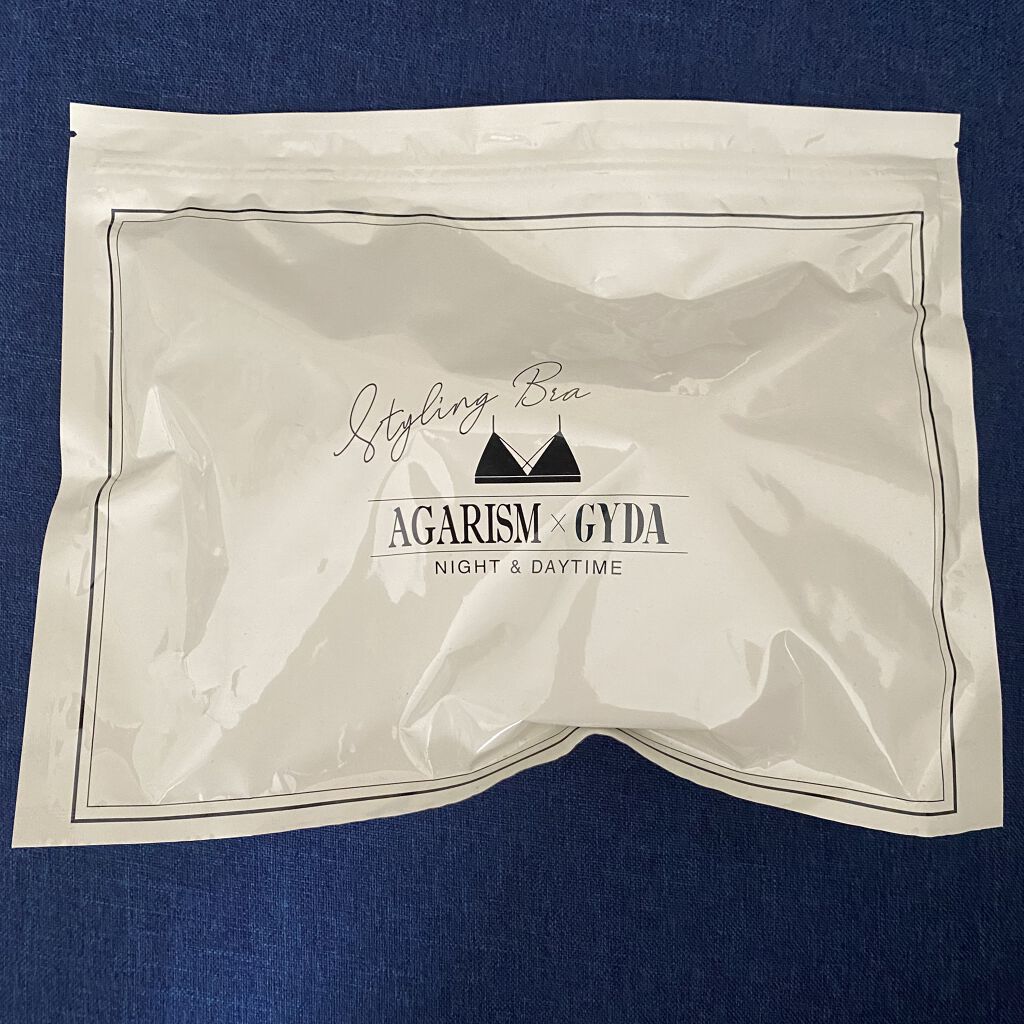 Styling Bra
AGARISM × GYDA
NIGHT & DAYTIME